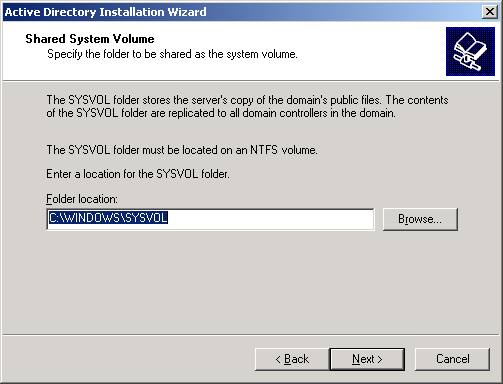 Active Directory Installation Wizard
Shared System Volume
Specify the folder to be shared as the system volume.
The SYSVOL folder stores the server's copy of the domain's public files. The contents
of the SYSVOL folder are replicated to all domain controllers in the domain.
The SYSVOL folder must be located on an NTFS volume.
Enter a location for the SYSVOL folder.
Folder location:
C:\WINDOWS\SYSVOL
Browse...
< Back
Next >
Cancel